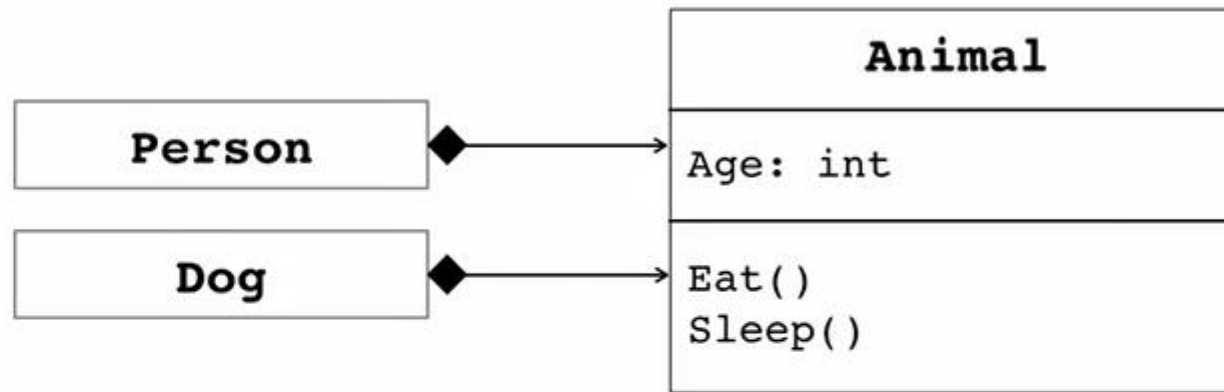 Person
Dog
Animal
Age: int
Eat()
Sleep()